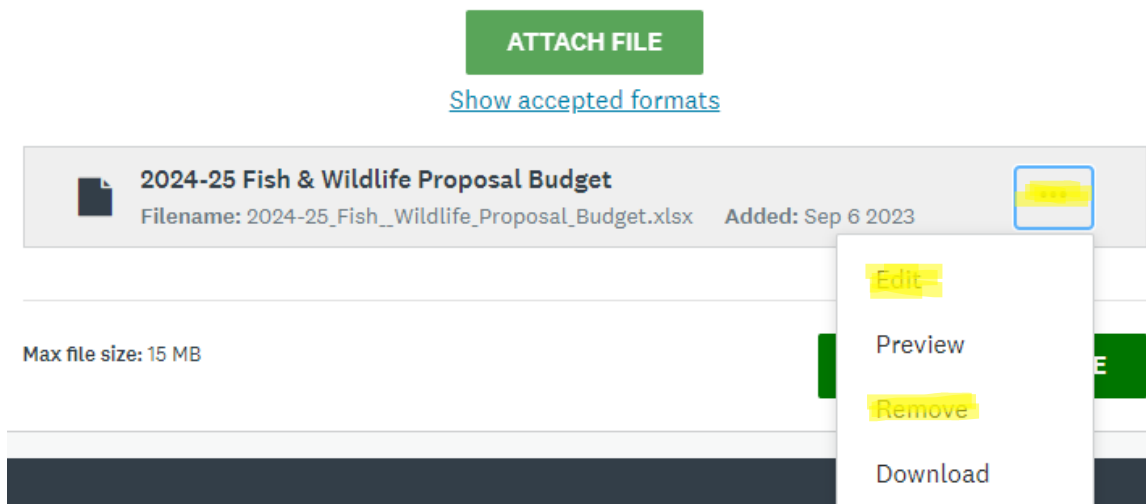 ATTACH FILE
Show accepted formats
2024-25 Fish & Wildlife Proposal Budget
Filename: 2024-25_Fish__Wildlife_Proposal_Budget.xlsx Added: Sep 6 2023
...
Edit
Preview
Max file size: 15 MB
E
Remove
Download